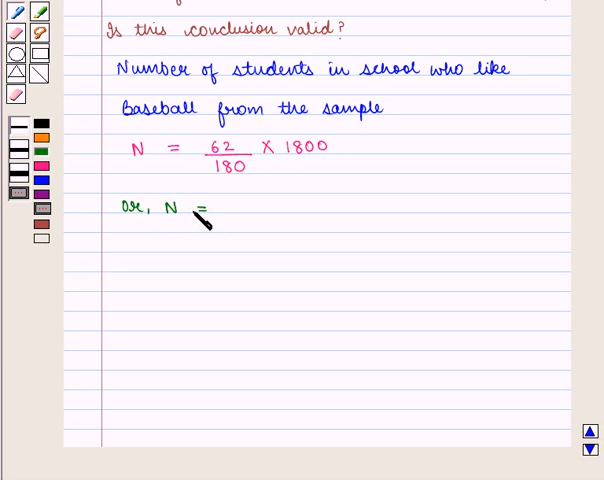 Is this conclusion valid?
Number of students in school who like
Baseball from the sample
N = 62/180 × 1800
or, N =